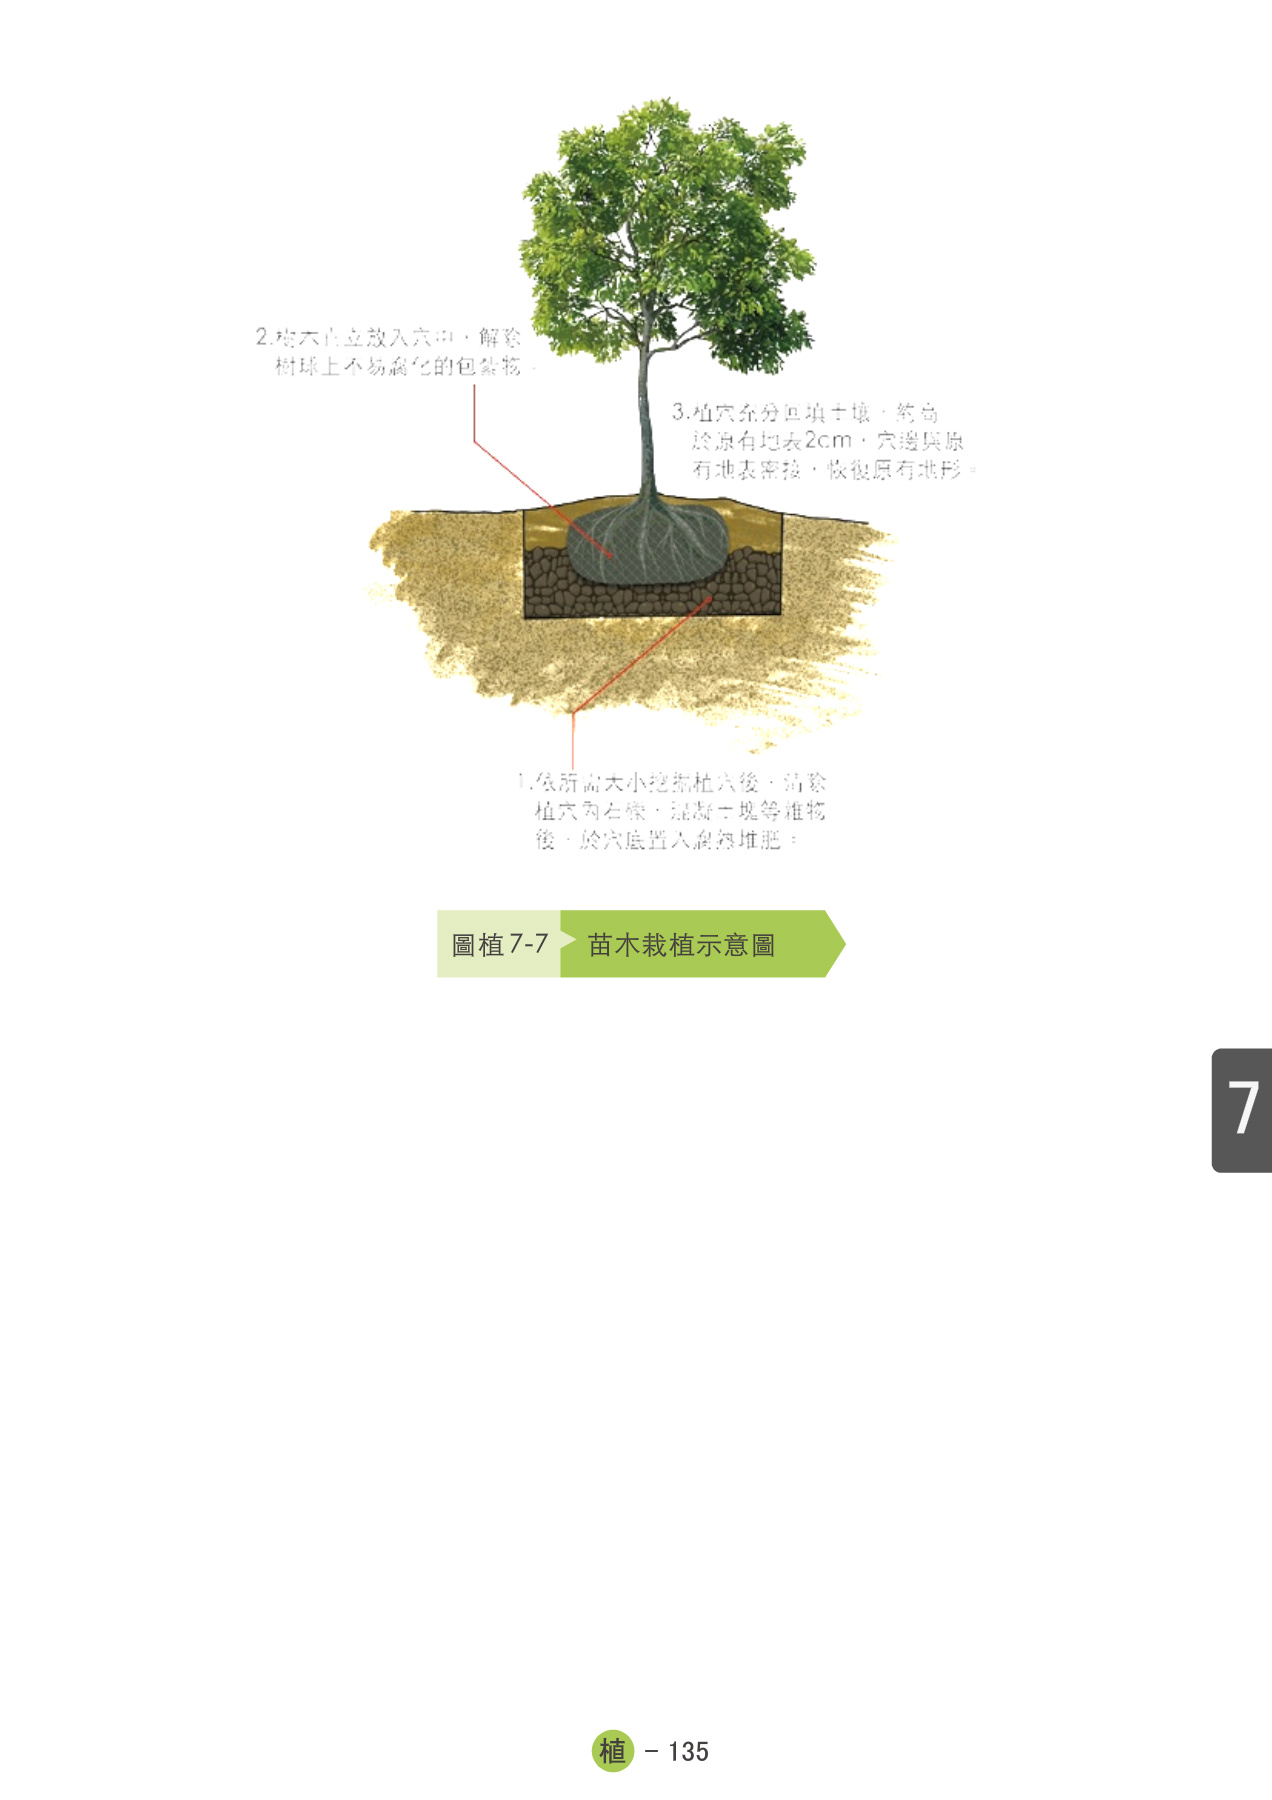 2.樹木直立放入穴中，解除
樹球上不易腐化的包紮物。
3.植穴充分回填土壤，約高
於原有地表2cm，穴邊與原
有地表密接，恢復原有地形。
1.依所需大小挖掘植穴後，清除
植穴內石礫，混凝土塊等雜物
後，於穴底置入腐熟堆肥。
圖植7-7 苗木栽植示意圖
7
植 - 135